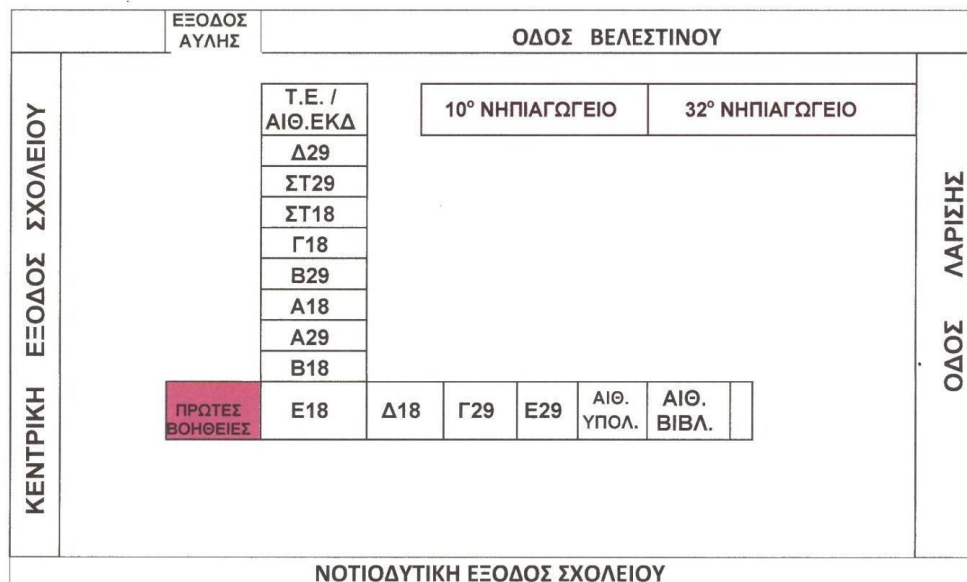 ΕΞΟΔΟΣ
ΑΥΛΗΣ
ΟΔΟΣ ΒΕΛΕΣΤΙΝΟΥ
ΚΕΝΤΡΙΚΗ ΕΞΟΔΟΣ ΣΧΟΛΕΙΟΥ
Τ.Ε. /
ΑΙΘ.ΕΚΔ
10° ΝΗΠΙΑΓΩΓΕΙΟ
32° ΝΗΠΙΑΓΩΓΕΙΟ
Δ29
ΣΤ29
ΣΤ18
Γ18
Β29
Α18
Α29
Β18
ΠΡΩΤΕΣ
ΒΟΗΘΕΙΕΣ
Ε18
Δ18
Γ29
Ε29
ΑΙΘ.
ΥΠΟΛ.
ΑΙΘ.
ΒΙΒΛ.
ΟΔΟΣ ΛΑΡΙΣΗΣ
ΝΟΤΙΟΔΥΤΙΚΗ ΕΞΟΔΟΣ ΣΧΟΛΕΙΟΥ